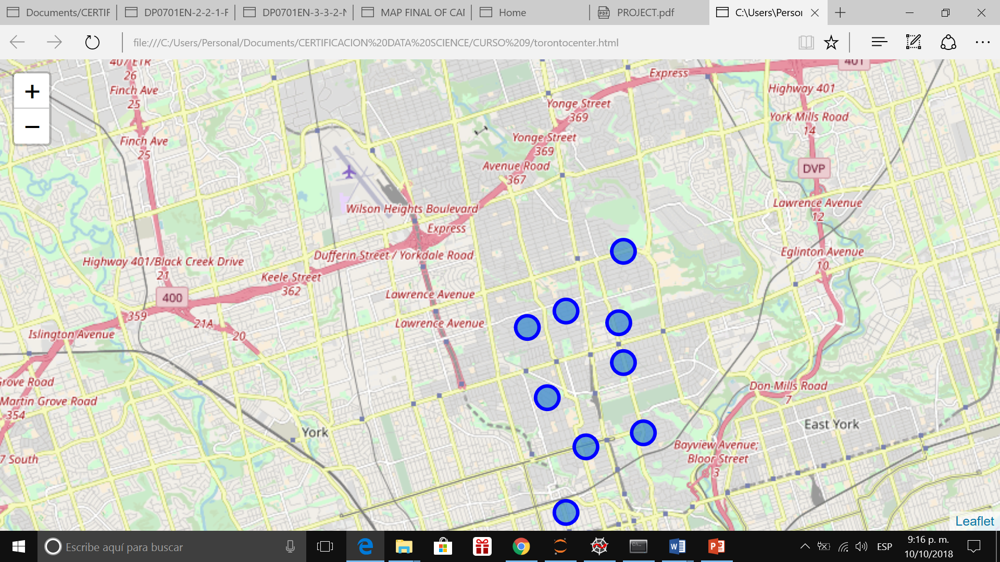 Documents/CERTIF
DP0701EN-2-2-1-F
DP0701EN-3-3-2-N
MAP FINAL OF CAI
Home
PROJECT.pdf
C:\Users\Persor
file:///C:/Users/Personal/Documents/CERTIFICACION%20DATA%20SCIENCE/CURSO%209/torontocenter.html
+
−
407 ETR
26
Finch Ave
25
Finch Ave
25
Express
401
Highway 401
Yonge Street
369
York Mills Road
14
Yonge Street
369
Avenue Road
367
DVP
Wilson Heights Boulevard
Express
Lawrence Avenue
12
Dufferin Street / Yorkdale Road
Eglinton Avenue
10
Highway 401/Black Creek Drive
21
Keele Street
362
400
Lawrence Avenue
359
21A
20
Lawrence Avenue
Islington Avenue
Grove Road
Martin Grove Road
354
Don Mills Road
7
York
East York
Bayview Avenue;
Bloor Street
3
7 South
Leaflet
Escribe aquí para buscar
ESP
9:16 p. m.
10/10/2018